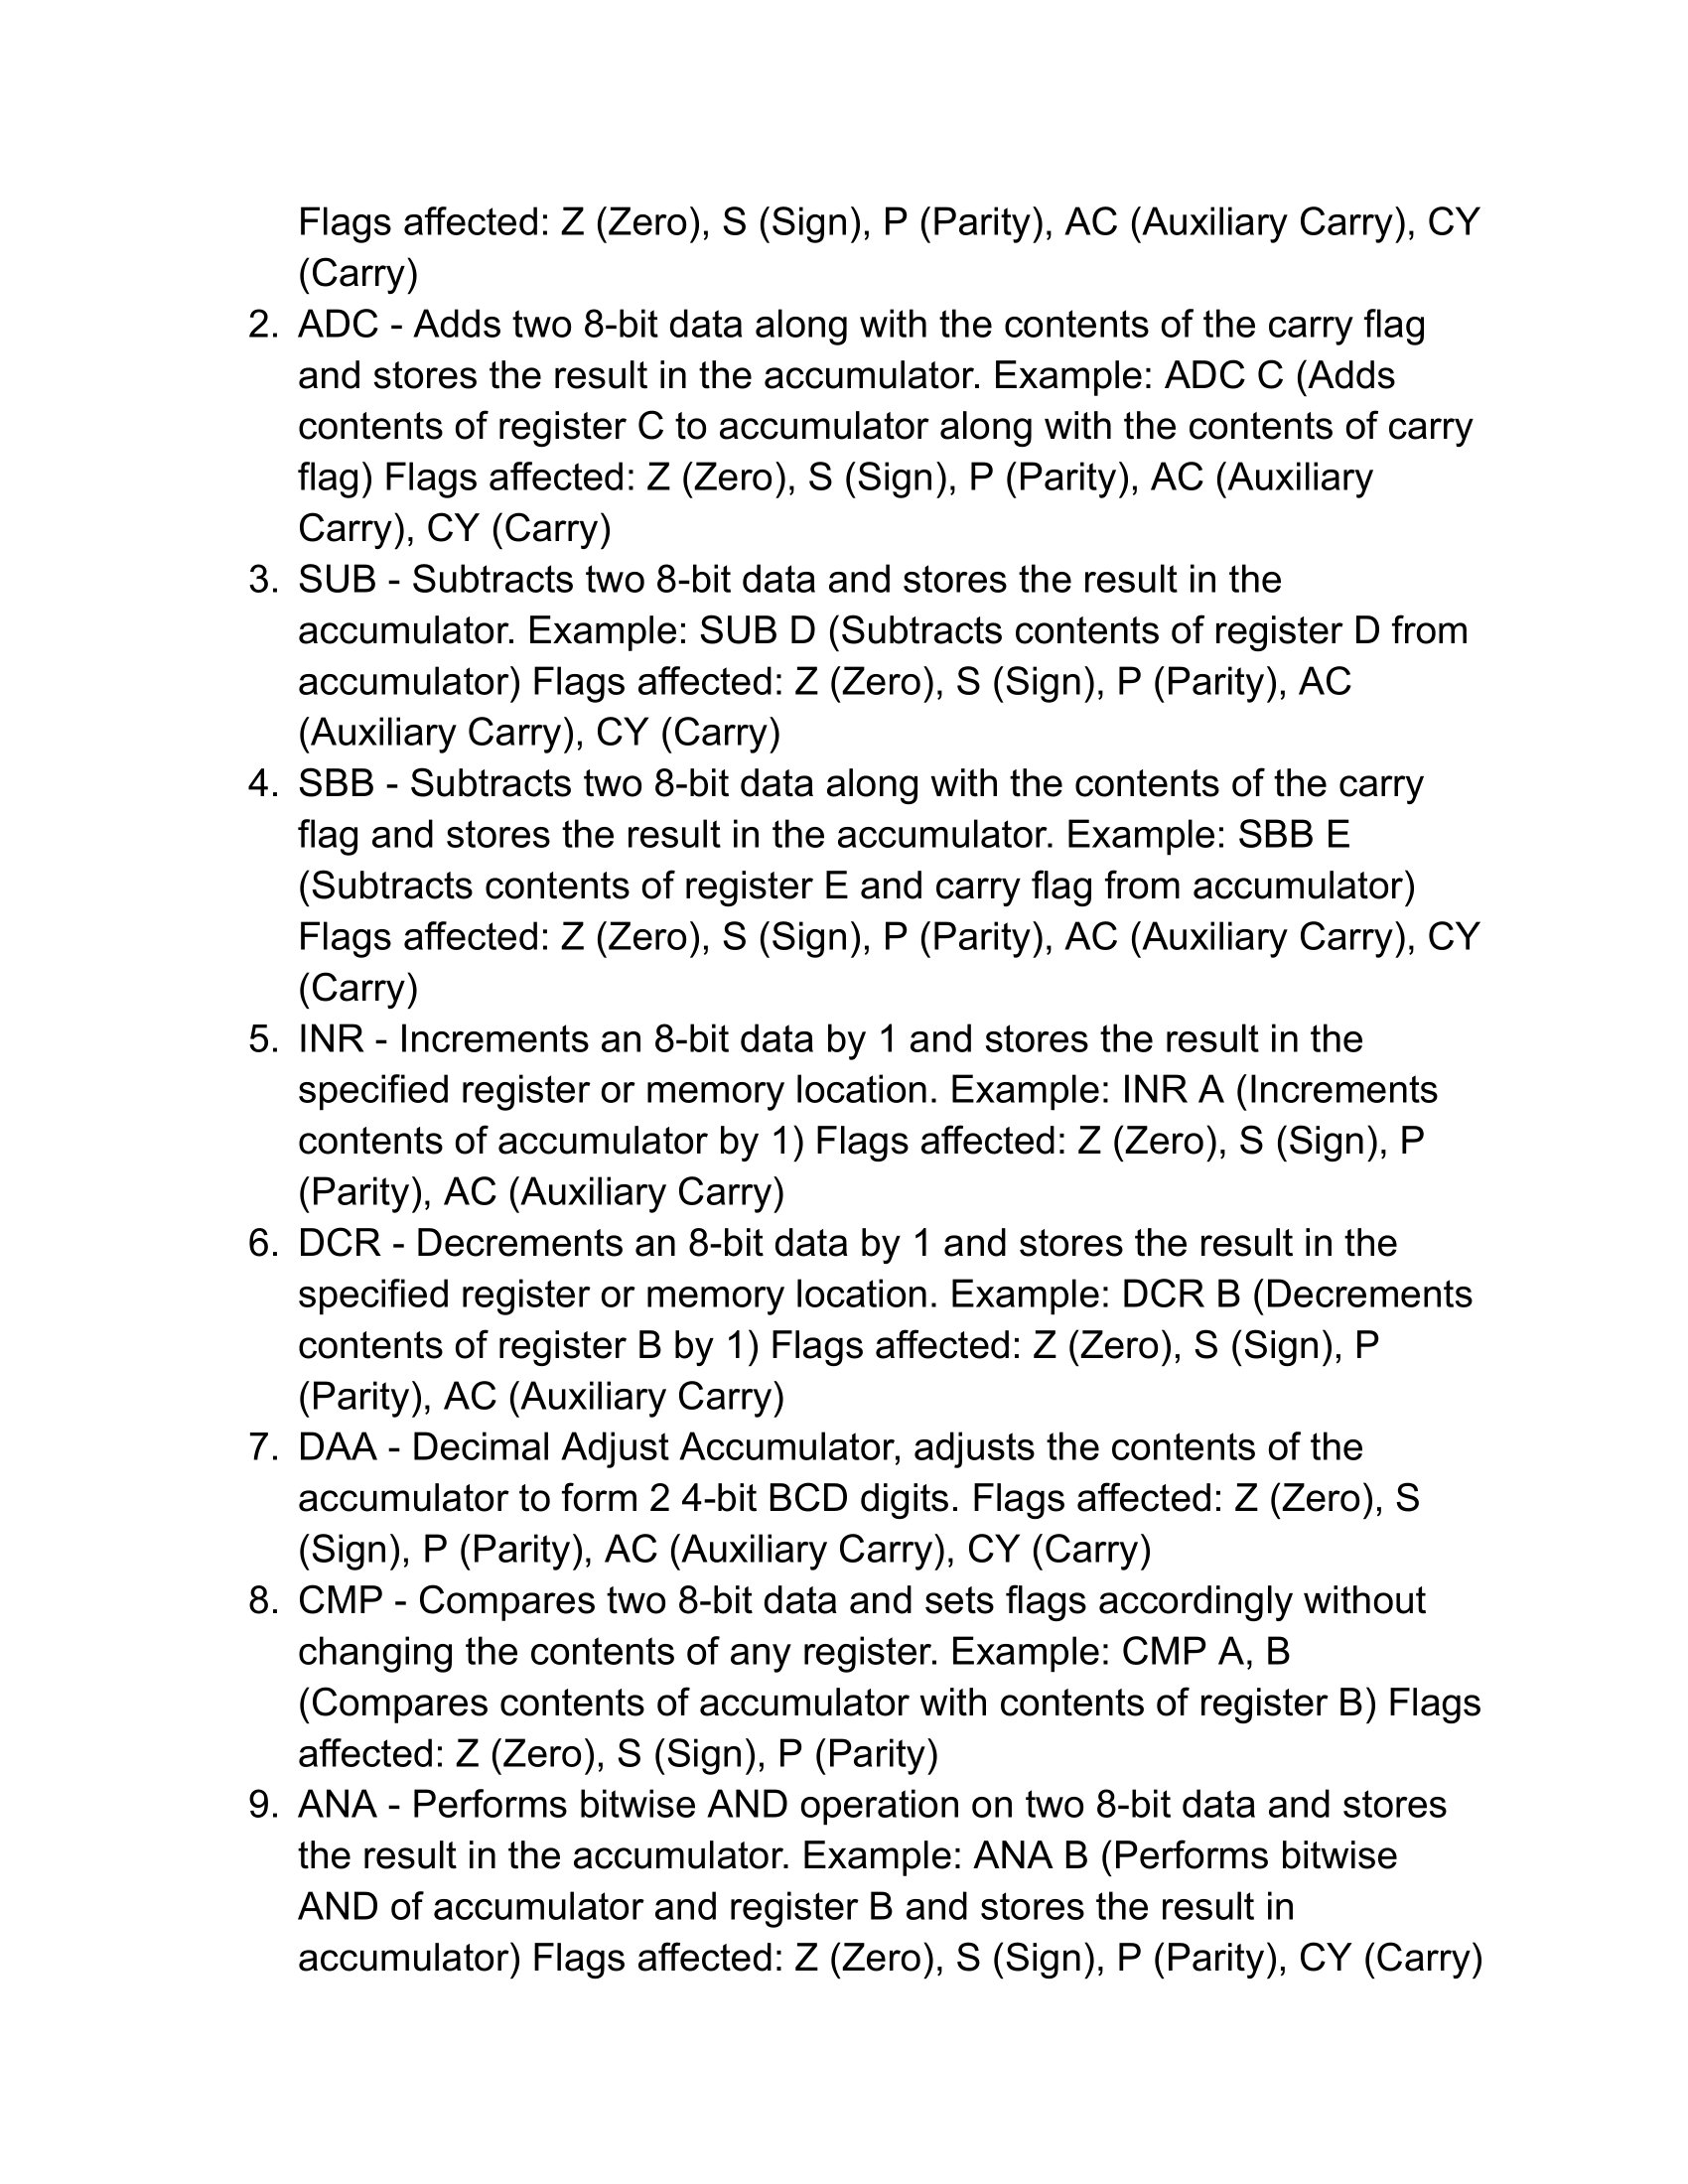 Flags affected: Z (Zero), S (Sign), P (Parity), AC (Auxiliary Carry), CY
(Carry)
2. ADC - Adds two 8-bit data along with the contents of the carry flag
and stores the result in the accumulator. Example: ADC C (Adds
contents of register C to accumulator along with the contents of carry
flag) Flags affected: Z (Zero), S (Sign), P (Parity), AC (Auxiliary
Carry), CY (Carry)
3. SUB - Subtracts two 8-bit data and stores the result in the
accumulator. Example: SUB D (Subtracts contents of register D from
accumulator) Flags affected: Z (Zero), S (Sign), P (Parity), AC
(Auxiliary Carry), CY (Carry)
4. SBB - Subtracts two 8-bit data along with the contents of the carry
flag and stores the result in the accumulator. Example: SBB E
(Subtracts contents of register E and carry flag from accumulator)
Flags affected: Z (Zero), S (Sign), P (Parity), AC (Auxiliary Carry), CY
(Carry)
5. INR - Increments an 8-bit data by 1 and stores the result in the
specified register or memory location. Example: INR A (Increments
contents of accumulator by 1) Flags affected: Z (Zero), S (Sign), P
(Parity), AC (Auxiliary Carry)
6. DCR - Decrements an 8-bit data by 1 and stores the result in the
specified register or memory location. Example: DCR B (Decrements
contents of register B by 1) Flags affected: Z (Zero), S (Sign), P
(Parity), AC (Auxiliary Carry)
7. DAA - Decimal Adjust Accumulator, adjusts the contents of the
accumulator to form 2 4-bit BCD digits. Flags affected: Z (Zero), S
(Sign), P (Parity), AC (Auxiliary Carry), CY (Carry)
8. CMP - Compares two 8-bit data and sets flags accordingly without
changing the contents of any register. Example: CMP A, B
(Compares contents of accumulator with contents of register B) Flags
affected: Z (Zero), S (Sign), P (Parity)
9. ANA - Performs bitwise AND operation on two 8-bit data and stores
the result in the accumulator. Example: ANA B (Performs bitwise
AND of accumulator and register B and stores the result in
accumulator) Flags affected: Z (Zero), S (Sign), P (Parity), CY (Carry)